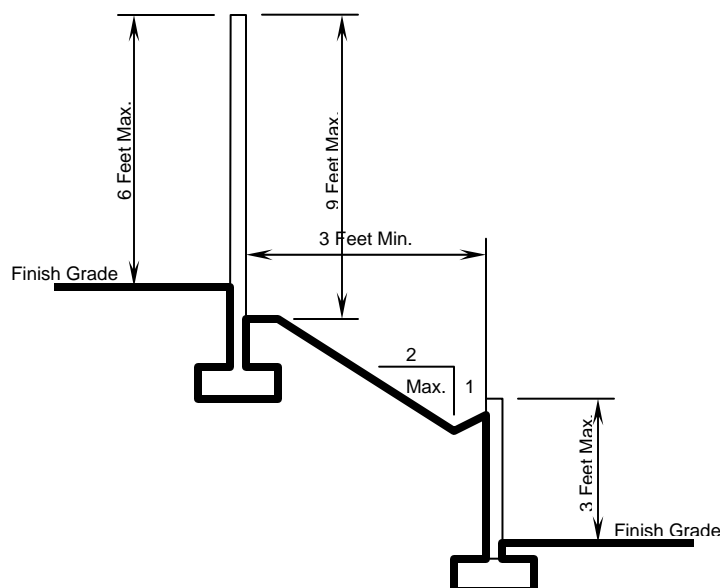 6 Feet Max.
9 Feet Max.
3 Feet Min.
Finish Grade
2
Max.
1
3 Feet Max.
Finish Grade